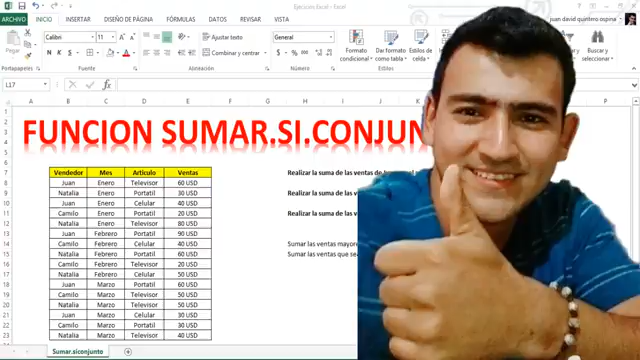 Ejercicios.Excel - Excel
ARCHIVO INICIO INSERTAR DISEÑO DE PÁGINA FÓRMULAS DATOS REVISAR VISTA
juan david quintero ospina
Pegar
Calibri 11
Ajustar texto
General
Combinar y centrar
Formato condicional
Dar formato como tabla
Estilos de celda
Buscar y seleccionar
Portapapeles
Fuente
Alineación
Número
Estilos
L17
A B C D E F G H I J P
FUNCION SUMAR.SI.CONJUN
Vendedor Mes Articulo Ventas
Juan Enero Televisor 60 USD
Natalia Enero Portatil 30 USD
Juan Enero Celular 40 USD
Camilo Enero Portatil 20 USD
Natalia Enero Televisor 80 USD
Juan Febrero Portatil 90 USD
Natalia Febrero Celular 40 USD
Camilo Febrero Portatil 50 USD
Camilo Febrero Televisor 20 USD
Natalia Febrero Celular 50 USD
Juan Marzo Televisor 60 USD
Camilo Marzo Portatil 50 USD
Natalia Marzo Televisor 50 USD
Juan Marzo Celular 30 USD
Camilo Marzo Portatil 30 USD
Natalia Marzo Televisor 40 USD
Realizar la suma de las ventas de
Realizar la suma de las v
Realizar la suma de las v
Sumar las ventas mayore
Sumar las ventas que sea
Sumar.siconjunto